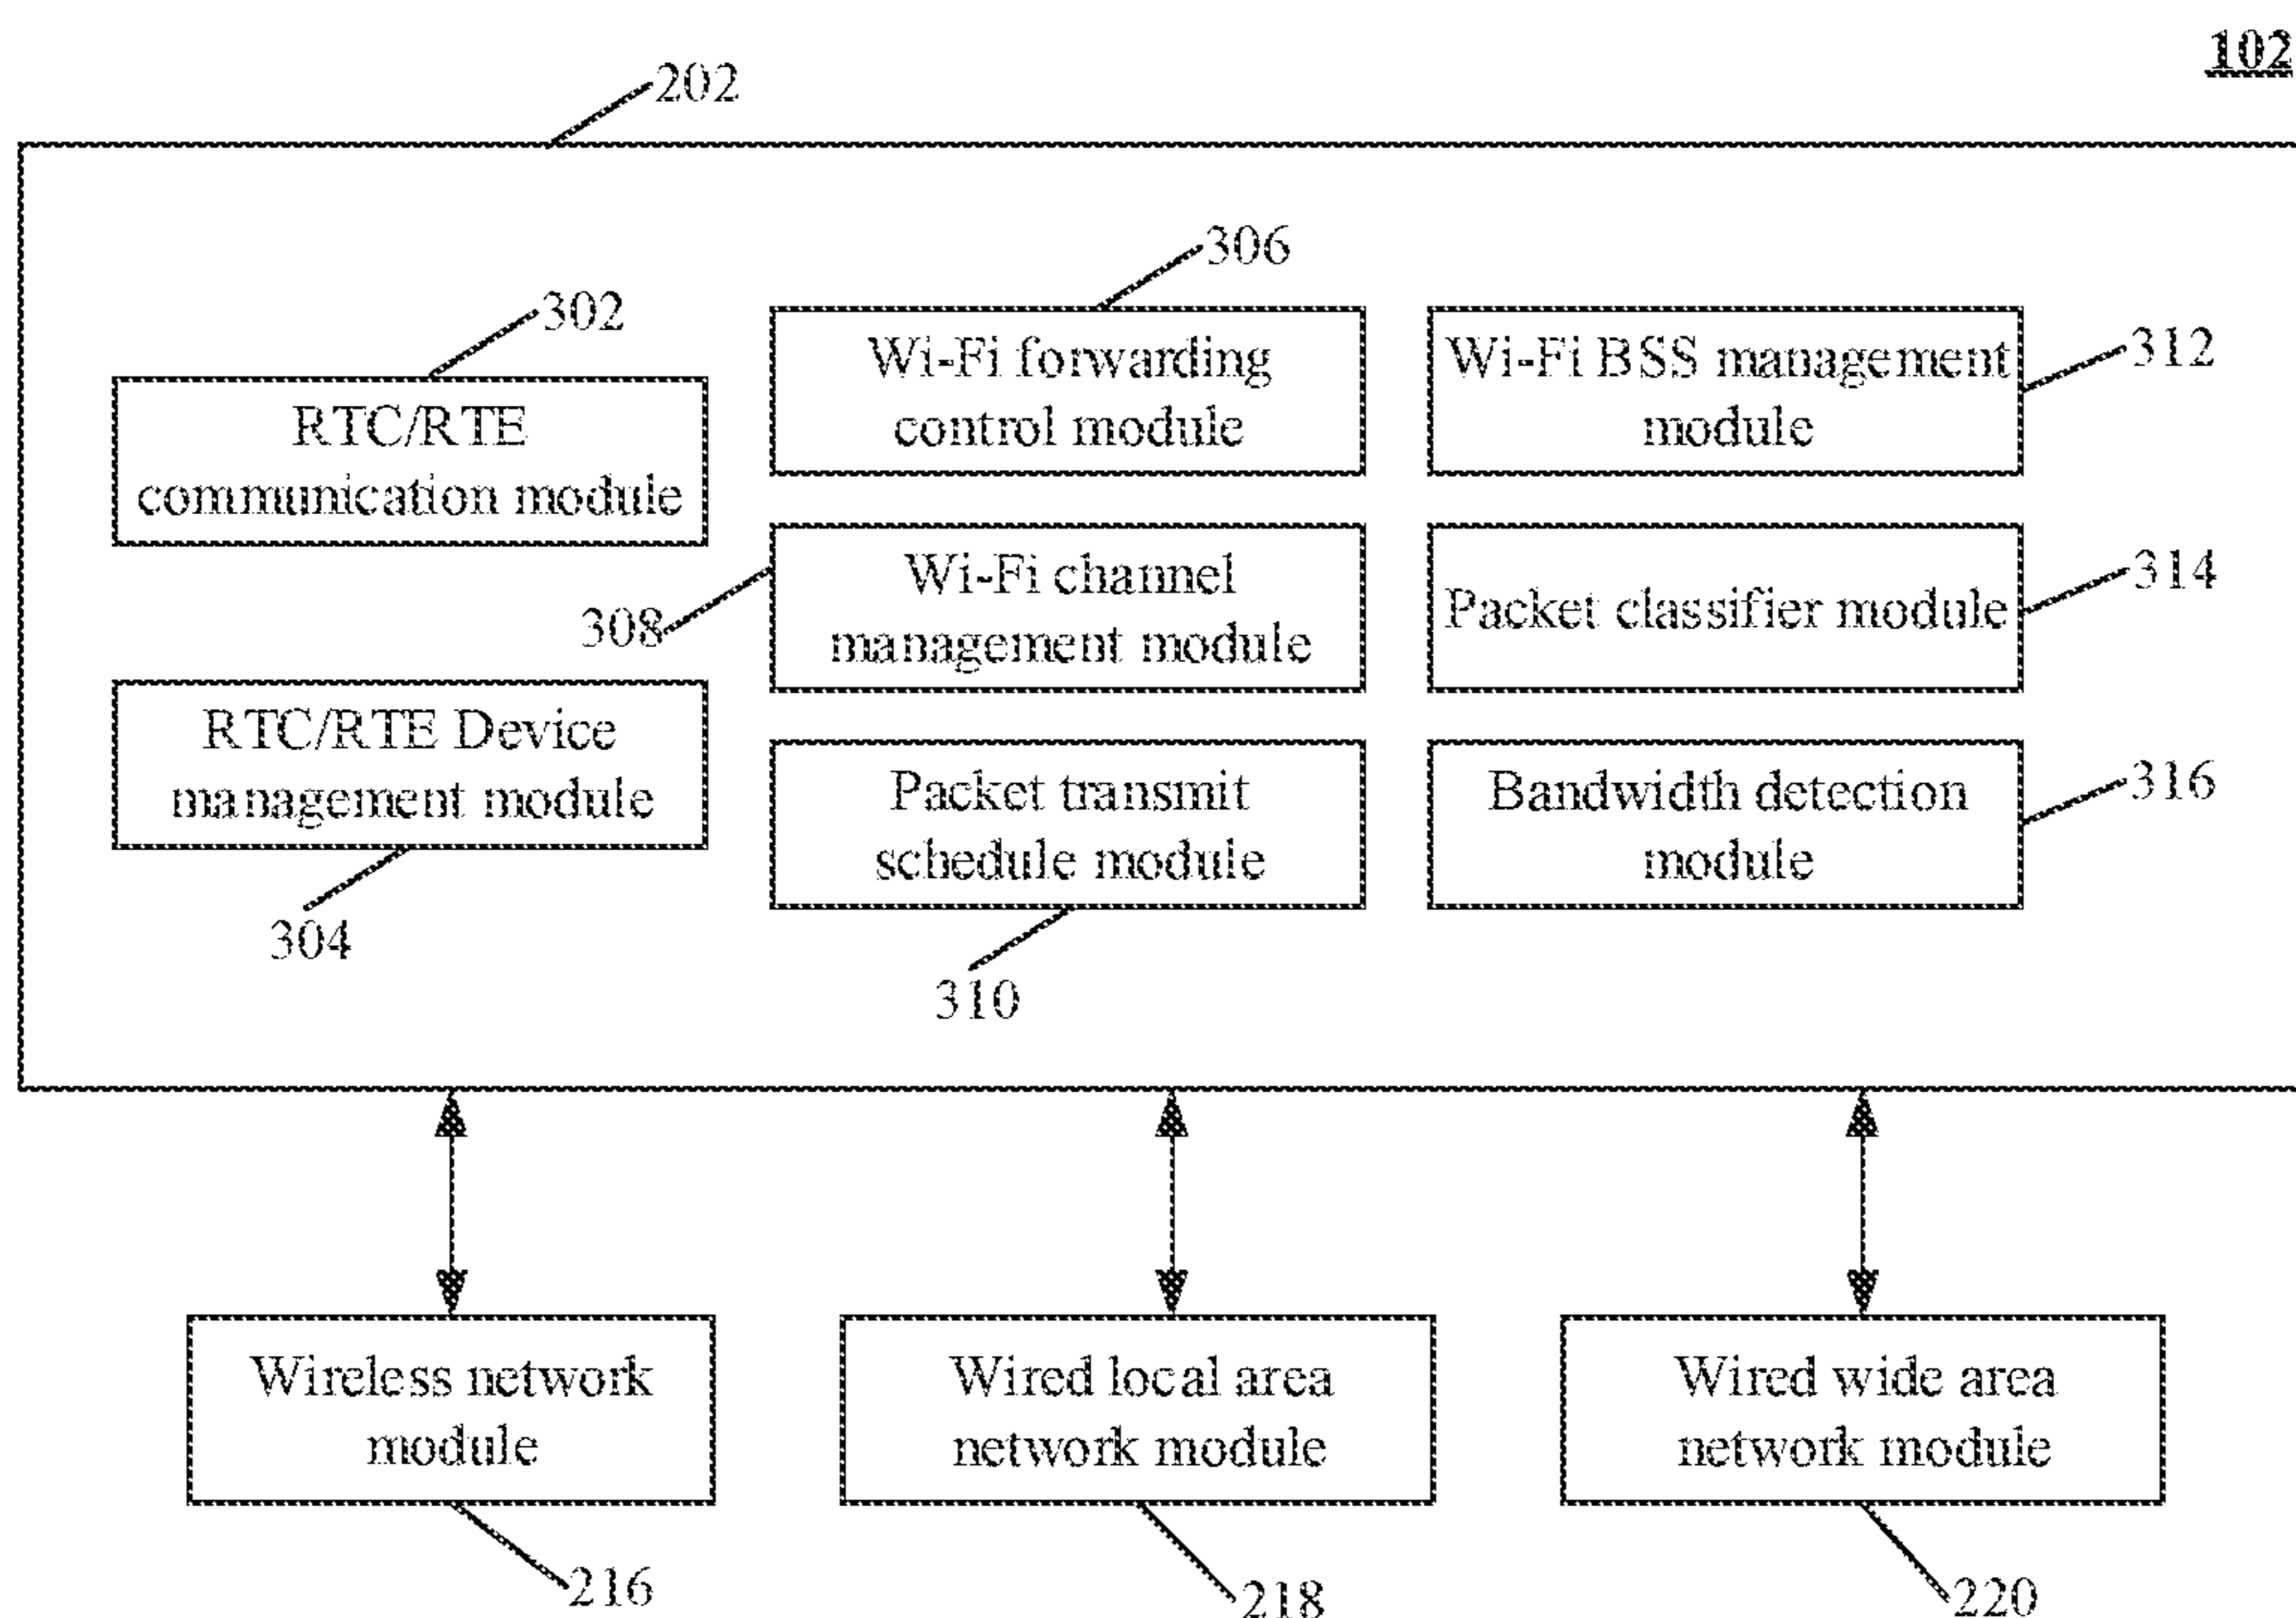 102
202
306
302
Wi-Fi forwarding
control module
Wi-Fi BSS management
module
312
RTC/RTE
communication module
308
Wi-Fi channel
management module
Packet classifier module
314
RTC/RTE Device
management module
304
Packet transmit
schedule module
310
Bandwidth detection
module
316
Wireless network
module
Wired local area
network module
Wired wide area
network module
216
218
220